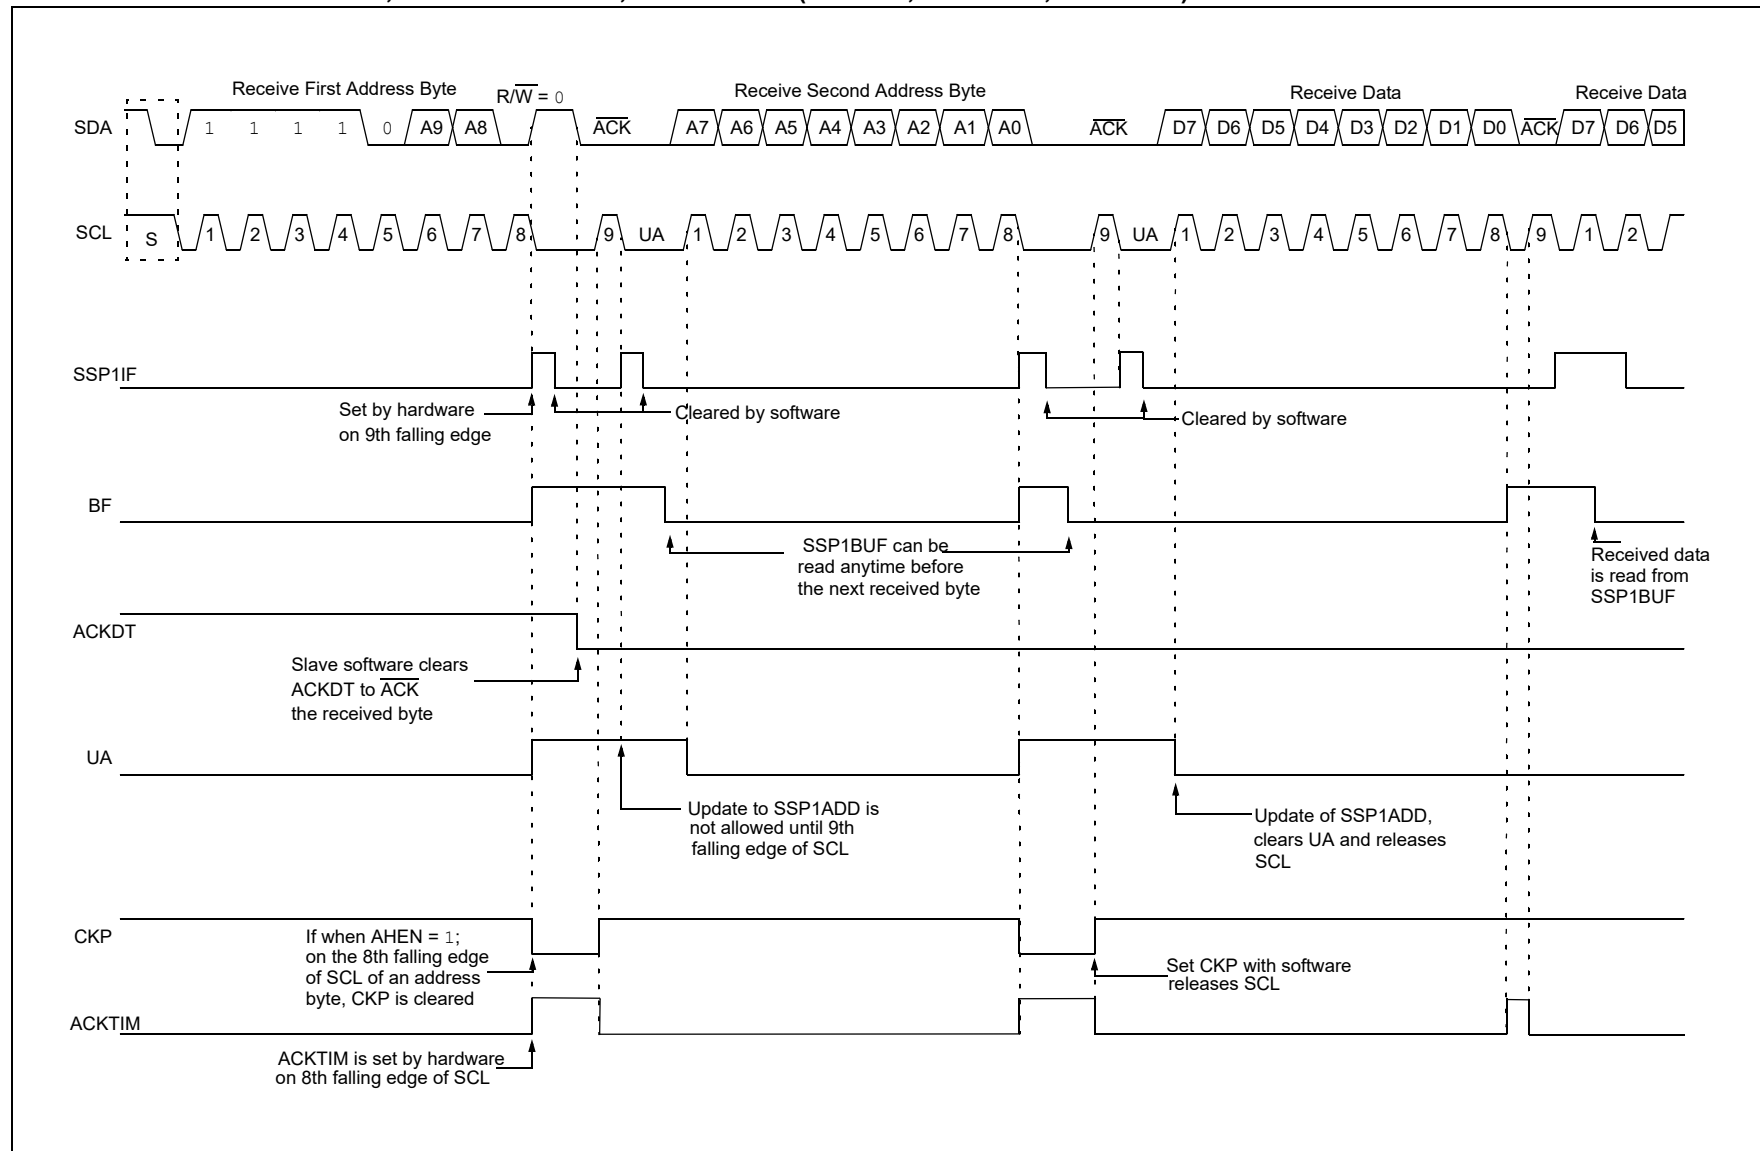 Receive First Address Byte
R/W = 0
Receive Second Address Byte
Receive Data
Receive Data
SDA 1 1 1 1 0 A9 A8 ACK A7 A6 A5 A4 A3 A2 A1 A0 ACK D7 D6 D5 D4 D3 D2 D1 D0 ACK D7 D6 D5
SCL S 1 2 3 4 5 6 7 8 9 UA 1 2 3 4 5 6 7 8 9 UA 1 2 3 4 5 6 7 8 9 1 2
SSP1IF
Set by hardware
on 9th falling edge
Cleared by software
Cleared by software
BF
SSP1BUF can be
read anytime before
the next received byte
Received data
is read from
SSP1BUF
ACKDT
Slave software clears
ACKDT to ACK
the received byte
UA
Update to SSP1ADD is
not allowed until 9th
falling edge of SCL
Update of SSP1ADD,
clears UA and releases
SCL
CKP
If when AHEN = 1;
on the 8th falling edge
of SCL of an address
byte, CKP is cleared
Set CKP with software
releases SCL
ACKTIM
ACKTIM is set by hardware
on 8th falling edge of SCL